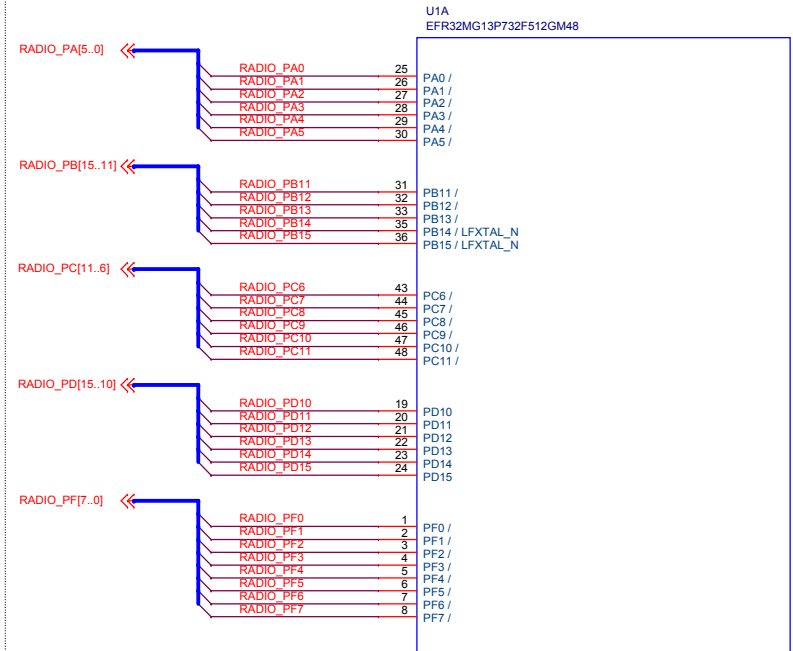 U1A
EFR32MG13P732F512GM48
RADIO_PA[5..0]
RADIO_PA0 25 PA0 /
RADIO_PA1 26 PA1 /
RADIO_PA2 27 PA2 /
RADIO_PA3 28 PA3 /
RADIO_PA4 29 PA4 /
RADIO_PA5 30 PA5 /
RADIO_PB[15..11]
RADIO_PB11 31 PB11 /
RADIO_PB12 32 PB12 /
RADIO_PB13 33 PB13 /
RADIO_PB14 35 PB14 / LFXTAL_N
RADIO_PB15 36 PB15 / LFXTAL_N
RADIO_PC[11..6]
RADIO_PC6 43 PC6 /
RADIO_PC7 44 PC7 /
RADIO_PC8 45 PC8 /
RADIO_PC9 46 PC9 /
RADIO_PC10 47 PC10 /
RADIO_PC11 48 PC11 /
RADIO_PD[15..10]
RADIO_PD10 19 PD10
RADIO_PD11 20 PD11
RADIO_PD12 21 PD12
RADIO_PD13 22 PD13
RADIO_PD14 23 PD14
RADIO_PD15 24 PD15
RADIO_PF[7..0]
RADIO_PF0 1 PF0 /
RADIO_PF1 2 PF1 /
RADIO_PF2 3 PF2 /
RADIO_PF3 4 PF3 /
RADIO_PF4 5 PF4 /
RADIO_PF5 6 PF5 /
RADIO_PF6 7 PF6 /
RADIO_PF7 8 PF7 /